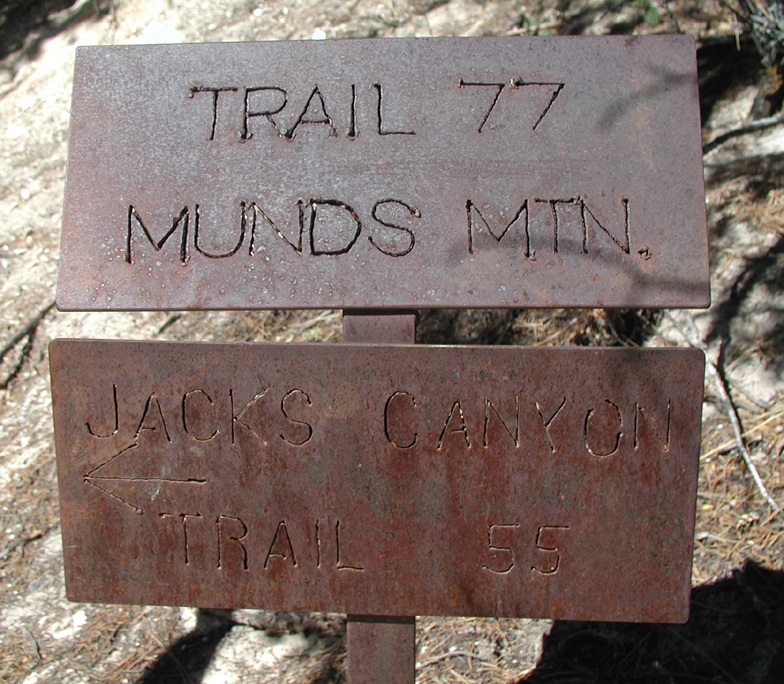 TRAIL 77
MUNDS MTN.
JACKS CANYON
TRAIL 55